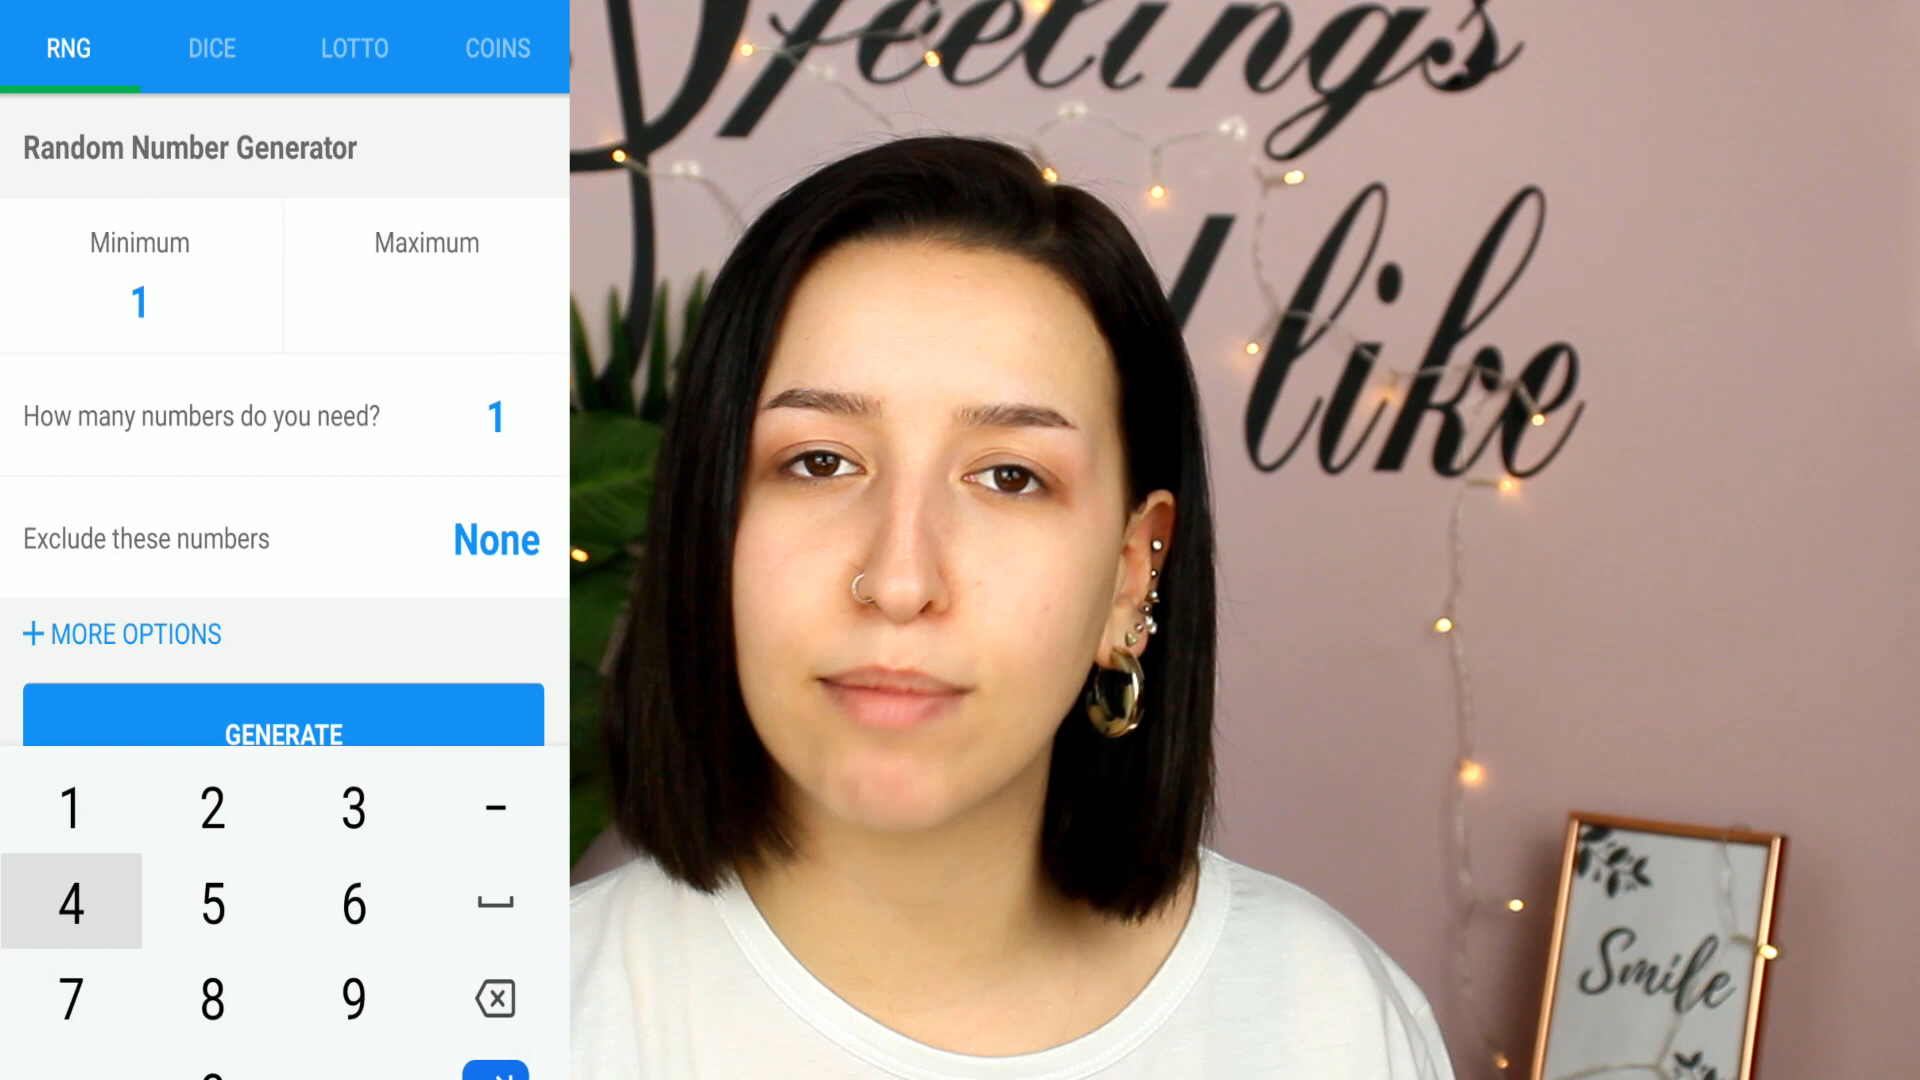 RNG DICE LOTTO COINS
Random Number Generator
Minimum Maximum
1
How many numbers do you need? 1
Exclude these numbers None
+ MORE OPTIONS
GENERATE
1 2 3 -
4 5 6
7 8 9
feelings
like
Smile